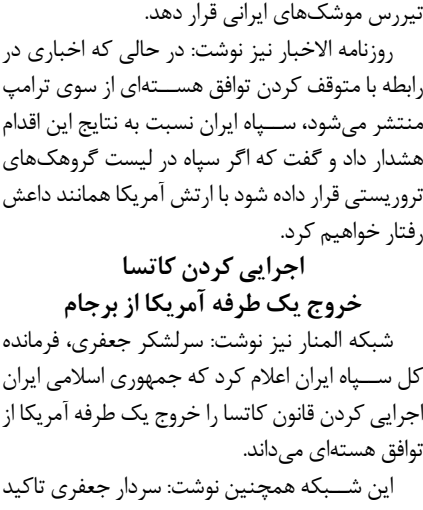 تیررس موشک‌های ایرانی قرار دهد.
روزنامه الاخبار نیز نوشت: در حالی که اخباری در
رابطه با متوقف کردن توافق هسته‌ای از سوی ترامپ
منتشر می‌شود، سپاه ایران نسبت به نتایج این اقدام
هشدار داد و گفت که اگر سپاه در لیست گروهک‌های
تروریستی قرار داده شود با ارتش آمریکا همانند داعش
رفتار خواهیم کرد.
اجرایی کردن کاتسا
خروج یک طرفه آمریکا از برجام
شبکه المنار نیز نوشت: سرلشکر جعفری، فرمانده
کل سپاه ایران اعلام کرد که جمهوری اسلامی ایران
اجرایی کردن قانون کاتسا را خروج یک طرفه آمریکا از
توافق هسته‌ای می‌داند.
این شبکه همچنین نوشت: سردار جعفری تاکید